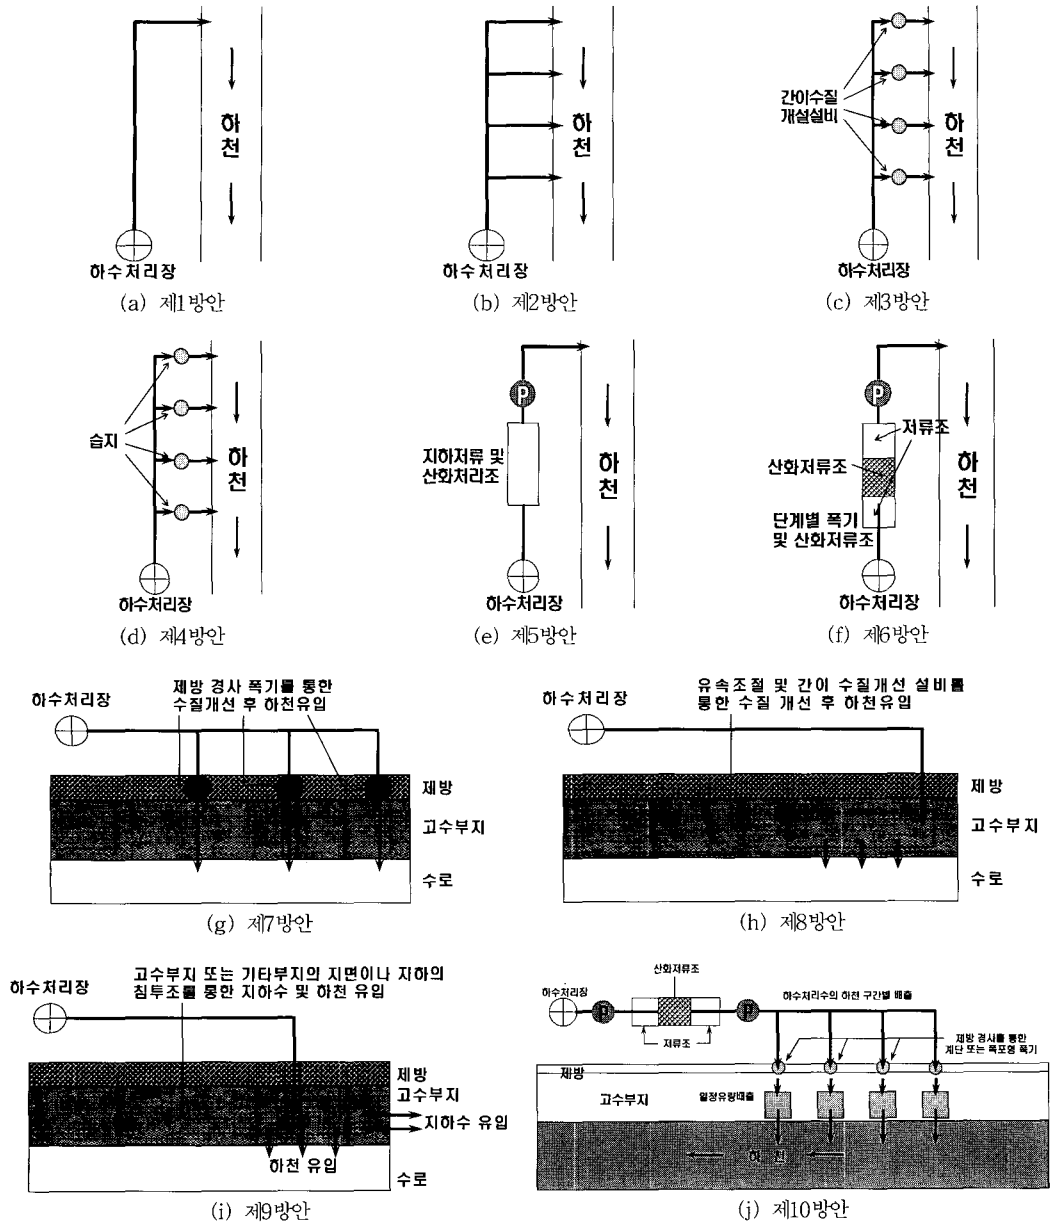 하천
하수처리장
(a) 제1방안
하천
하수처리장
(b) 제2방안
간이수질
개설설비
하천
하수처리장
(c) 제3방안
습지
하천
하수처리장
(d) 제4방안
P
지하저류 및
산화처리조
하천
하수처리장
(e) 제5방안
P
저류조
산화저류조
단계별 폭기
및 산화저류조
하천
하수처리장
(f) 제6방안
제방 경사 폭기를 통한
수질개선 후 하천유입
하수처리장
제방
고수부지
수로
(g) 제7방안
유속조절 및 간이 수질개선 설비를
통한 수질 개선 후 하천유입
하수처리장
제방
고수부지
수로
(h) 제8방안
고수부지 또는 기타부지의 지면이나 지하의
침투조를 통한 지하수 및 하천 유입
하수처리장
제방
고수부지
지하수 유입
하천 유입
수로
(i) 제9방안
산화저류조
하수처리장
P
P
하수처리수의 하천 구간별 배출
저류조
제방 경사를 통한
계단 또는 폭포형 폭기
제방
고수부지
일정유량배출
하천
(j) 제10방안